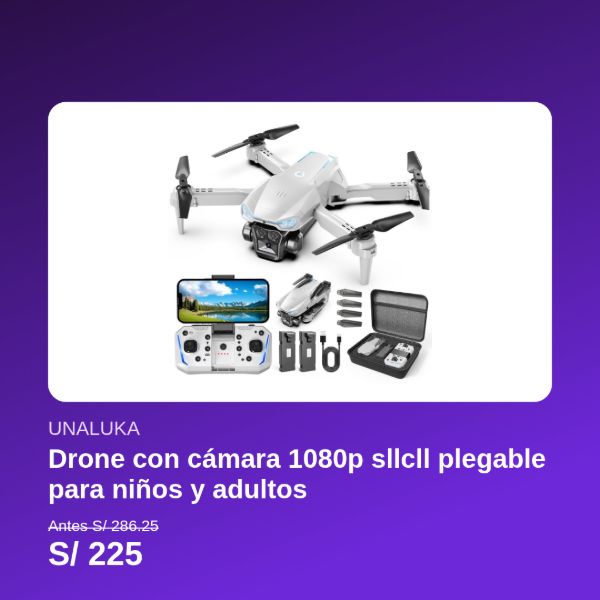 UNALUKA
Drone con cámara 1080p sllcll plegable
para niños y adultos
Antes S/ 286.25
S/ 225